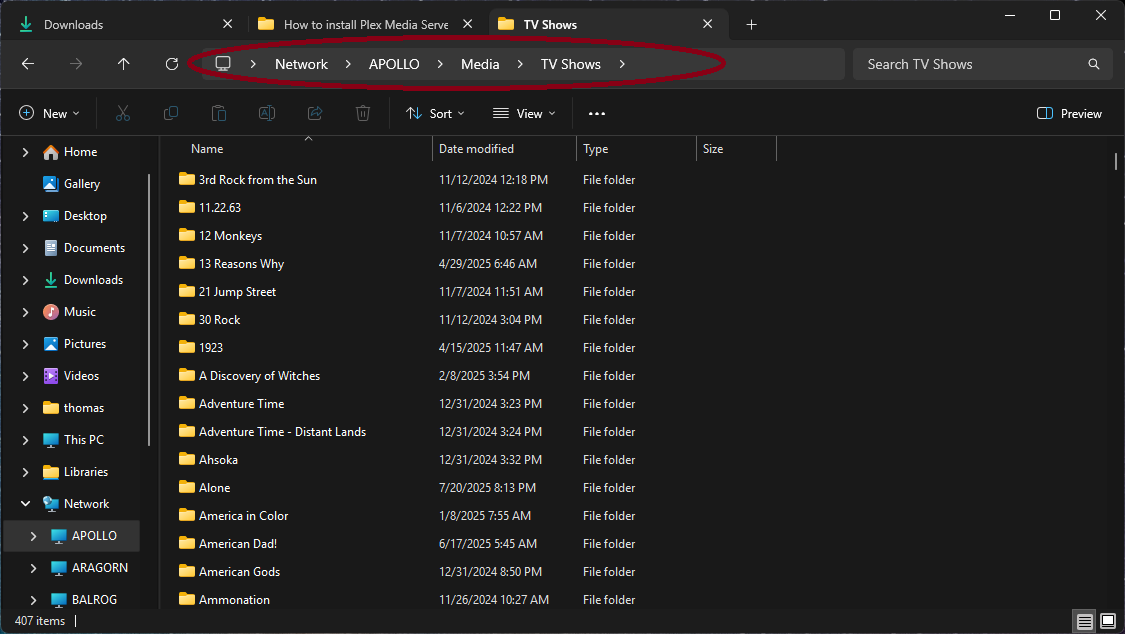 Downloads How to install Plex Media Serve TV Shows
Network APOLLO Media TV Shows Search TV Shows
New Sort View Preview
Name Date modified Type Size
Home
Gallery
Desktop
Documents
Downloads
Music
Pictures
Videos
thomas
This PC
Libraries
Network
APOLLO
ARAGORN
BALROG
3rd Rock from the Sun 11/12/2024 12:18 PM File folder
11.22.63 11/6/2024 12:22 PM File folder
12 Monkeys 11/7/2024 10:57 AM File folder
13 Reasons Why 4/29/2025 6:46 AM File folder
21 Jump Street 11/7/2024 11:51 AM File folder
30 Rock 11/12/2024 3:04 PM File folder
1923 4/15/2025 11:47 AM File folder
A Discovery of Witches 2/8/2025 3:54 PM File folder
Adventure Time 12/31/2024 3:23 PM File folder
Adventure Time - Distant Lands 12/31/2024 3:24 PM File folder
Ahsoka 12/31/2024 3:32 PM File folder
Alone 7/20/2025 8:13 PM File folder
America in Color 1/8/2025 7:55 AM File folder
American Dad! 6/17/2025 5:45 AM File folder
American Gods 12/31/2024 8:50 PM File folder
Ammonation 11/26/2024 10:27 AM File folder
407 items